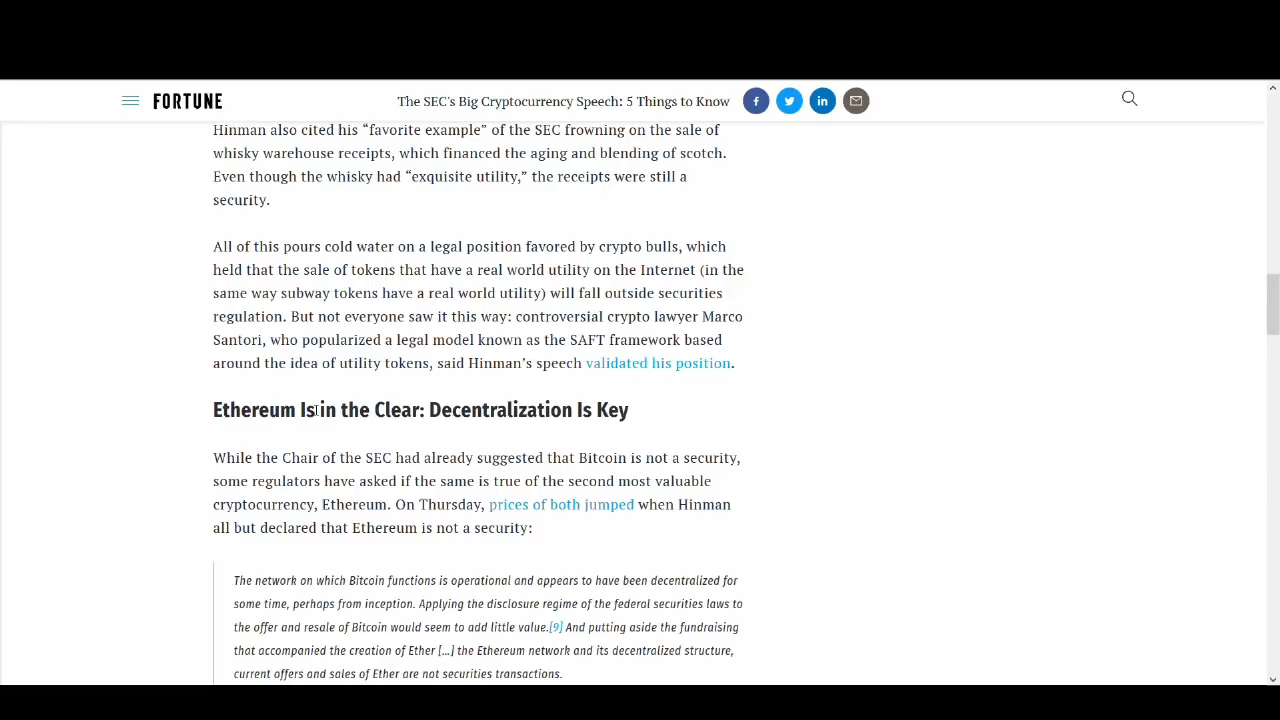 FORTUNE
The SEC's Big Cryptocurrency Speech: 5 Things to Know
Hinman also cited his “favorite example” of the SEC frowning on the sale of
whisky warehouse receipts, which financed the aging and blending of scotch.
Even though the whisky had “exquisite utility,” the receipts were still a
security.
All of this pours cold water on a legal position favored by crypto bulls, which
held that the sale of tokens that have a real world utility on the Internet (in the
same way subway tokens have a real world utility) will fall outside securities
regulation. But not everyone saw it this way: controversial crypto lawyer Marco
Santori, who popularized a legal model known as the SAFT framework based
around the idea of utility tokens, said Hinman’s speech validated his position.
Ethereum Is in the Clear: Decentralization Is Key
While the Chair of the SEC had already suggested that Bitcoin is not a security,
some regulators have asked if the same is true of the second most valuable
cryptocurrency, Ethereum. On Thursday, prices of both jumped when Hinman
all but declared that Ethereum is not a security:
The network on which Bitcoin functions is operational and appears to have been decentralized for
some time, perhaps from inception. Applying the disclosure regime of the federal securities laws to
the offer and resale of Bitcoin would seem to add little value.[9] And putting aside the fundraising
that accompanied the creation of Ether [...] the Ethereum network and its decentralized structure,
current offers and sales of Ether are not securities transactions.